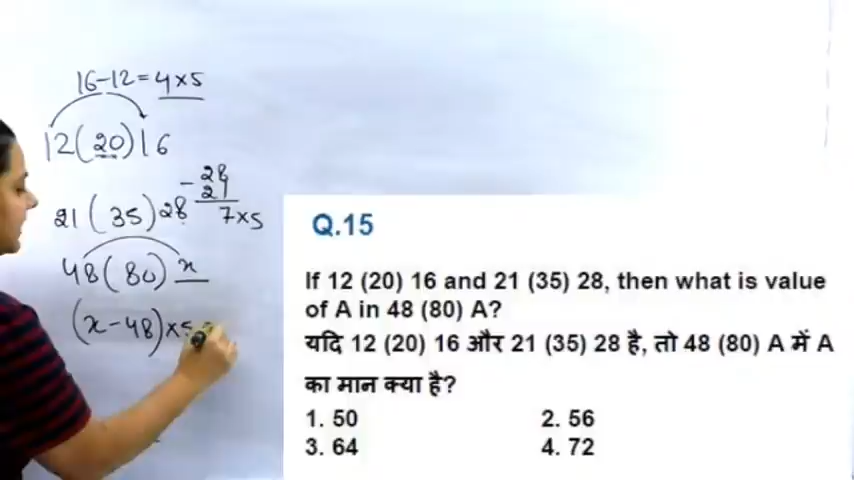 16-12 = 4×5
12 (20) 16
28
- 21
7×5
21 (35) 28
48 (80) x
(x-48)×5
Q.15
If 12 (20) 16 and 21 (35) 28, then what is value
of A in 48 (80) A?
यदि 12 (20) 16 और 21 (35) 28 है, तो 48 (80) A में A
का मान क्या है?
1. 50 2. 56
3. 64 4. 72